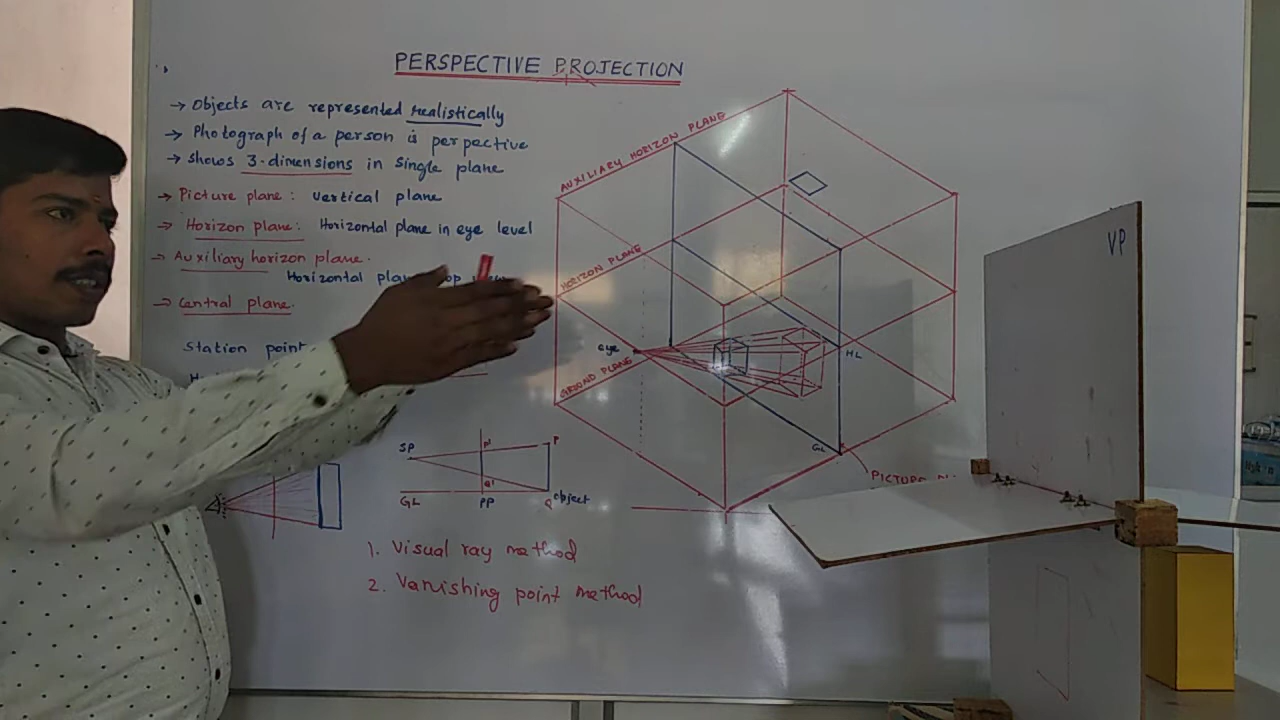 PERSPECTIVE PROJECTION
→ Objects are represented realistically
→ Photograph of a person is perpective
→ shows 3-dimensions in single plane
→ Picture plane: Vertical plane
→ Horizon plane: Horizontal plane in eye level
→ Auxiliary horizon plane.
Horizontal plane
→ Central plane.
Station point
AUXILIARY HORIZON PLANE
HORIZON PLANE
eye
GROUND PLANE
HL
GL
PICTURE
SP
P'
P
Q'
Q
object
GL
PP
1. Visual ray method
2. Vanishing point method
VP